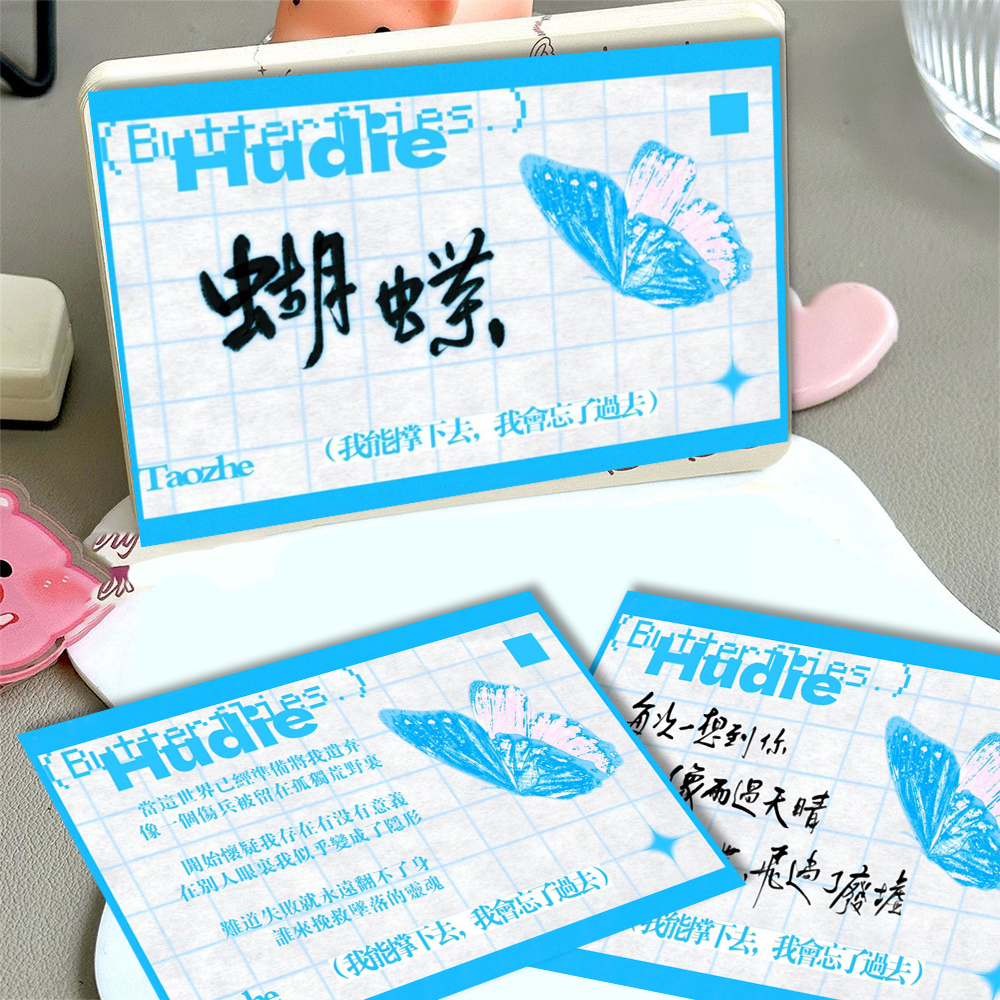 (Butterflies.)
Hudie
蝴蝶
（我能撐下去，我會忘了過去）
Taozhe
(Butterflies.)
Hudie
當這世界已經準備將我遺弃
像一個傷兵被留在孤獨荒野裏
開始懷疑我存在有没有意義
在别人眼裏我似乎變成了隱形
難道失敗就永遠翻不了身
誰來挽救墜落的靈魂
（我能撐下去，我會忘了過去）
(Butterflies.)
Hudie
每次一想到你
像雨過天晴
飛過了廢墟
我能撐下去，我會忘了過去）